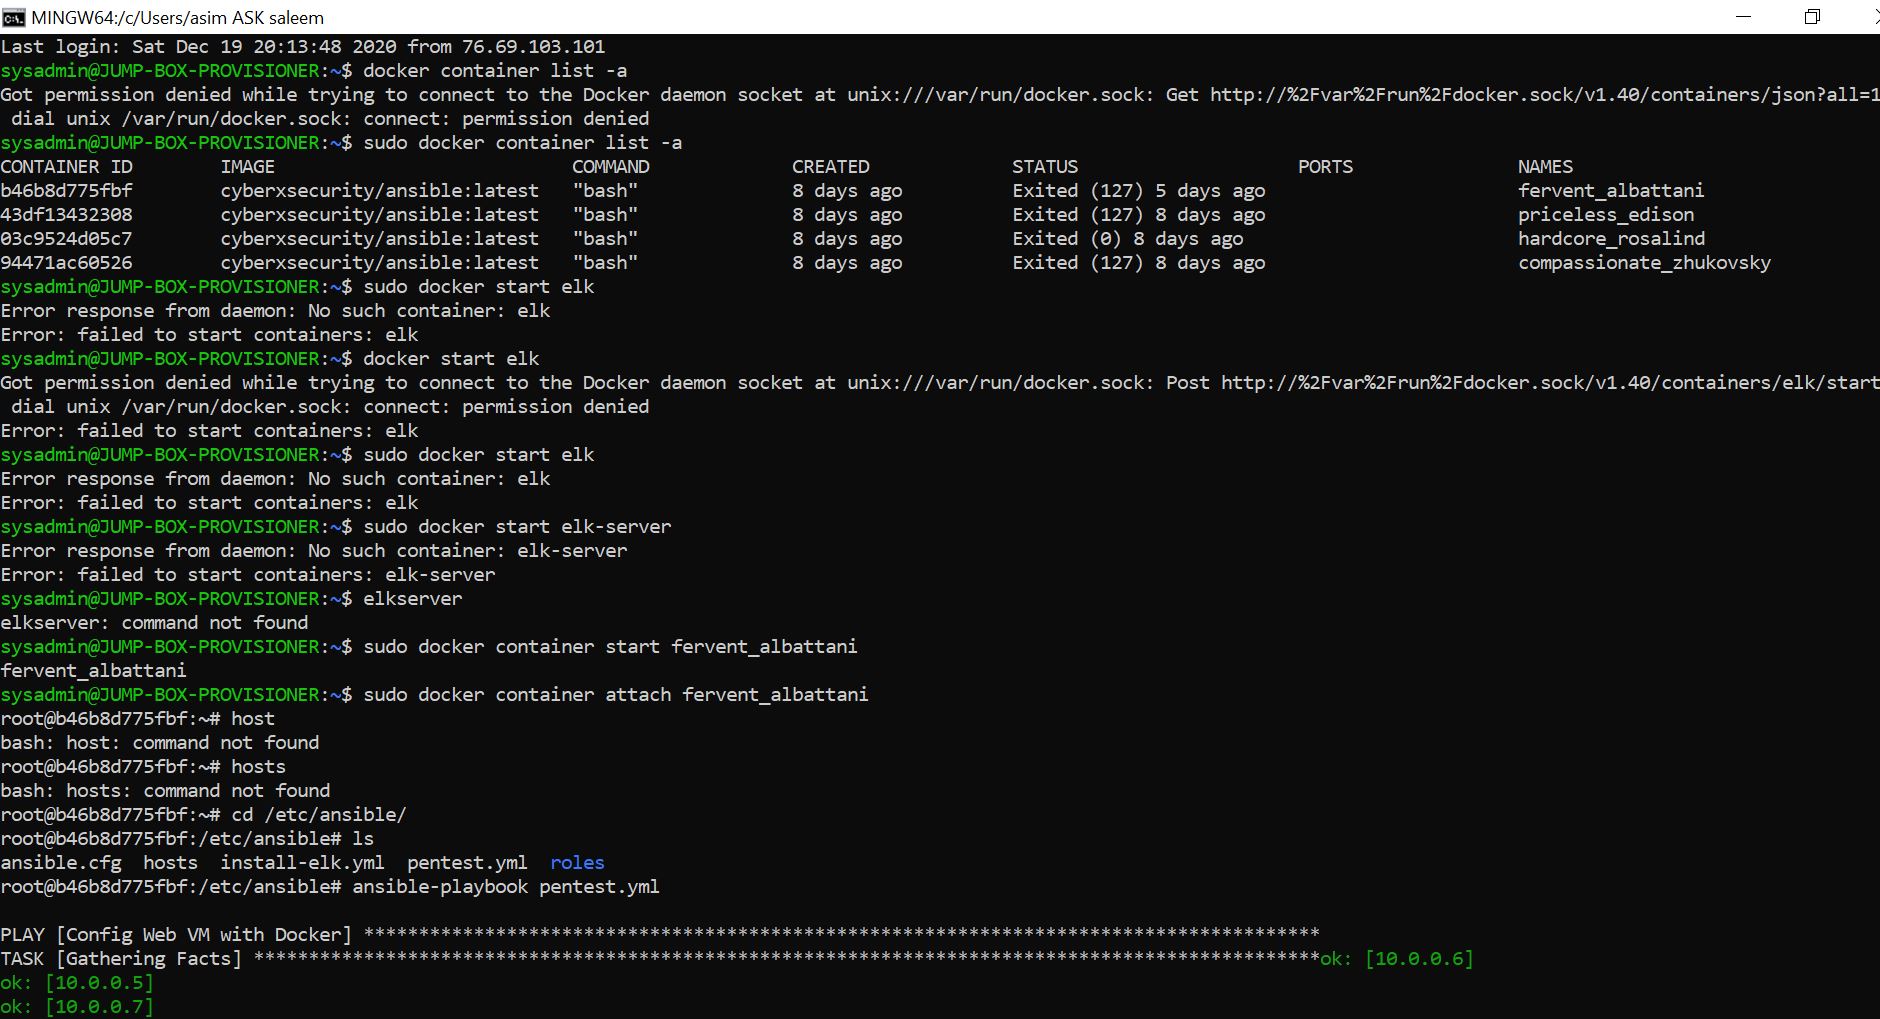 MINGW64:/c/Users/asim ASK saleem
Last login: Sat Dec 19 20:13:48 2020 from 76.69.103.101
sysadmin@JUMP-BOX-PROVISIONER:~$ docker container list -a
Got permission denied while trying to connect to the Docker daemon socket at unix:///var/run/docker.sock: Get http://%2Fvar%2Frun%2Fdocker.sock/v1.40/containers/json?all=1
dial unix /var/run/docker.sock: connect: permission denied
sysadmin@JUMP-BOX-PROVISIONER:~$ sudo docker container list -a
CONTAINER ID        IMAGE                           COMMAND             CREATED             STATUS                    PORTS               NAMES
b46b8d775fbf        cyberxsecurity/ansible:latest   "bash"              8 days ago          Exited (127) 5 days ago                       fervent_albattani
43df13432308        cyberxsecurity/ansible:latest   "bash"              8 days ago          Exited (127) 8 days ago                       priceless_edison
03c9524d05c7        cyberxsecurity/ansible:latest   "bash"              8 days ago          Exited (0) 8 days ago                         hardcore_rosalind
94471ac60526        cyberxsecurity/ansible:latest   "bash"              8 days ago          Exited (127) 8 days ago                       compassionate_zhukovsky
sysadmin@JUMP-BOX-PROVISIONER:~$ sudo docker start elk
Error response from daemon: No such container: elk
Error: failed to start containers: elk
sysadmin@JUMP-BOX-PROVISIONER:~$ docker start elk
Got permission denied while trying to connect to the Docker daemon socket at unix:///var/run/docker.sock: Post http://%2Fvar%2Frun%2Fdocker.sock/v1.40/containers/elk/start
dial unix /var/run/docker.sock: connect: permission denied
Error: failed to start containers: elk
sysadmin@JUMP-BOX-PROVISIONER:~$ sudo docker start elk
Error response from daemon: No such container: elk
Error: failed to start containers: elk
sysadmin@JUMP-BOX-PROVISIONER:~$ sudo docker start elk-server
Error response from daemon: No such container: elk-server
Error: failed to start containers: elk-server
sysadmin@JUMP-BOX-PROVISIONER:~$ elkserver
elkserver: command not found
sysadmin@JUMP-BOX-PROVISIONER:~$ sudo docker container start fervent_albattani
fervent_albattani
sysadmin@JUMP-BOX-PROVISIONER:~$ sudo docker container attach fervent_albattani
root@b46b8d775fbf:~# host
bash: host: command not found
root@b46b8d775fbf:~# hosts
bash: hosts: command not found
root@b46b8d775fbf:~# cd /etc/ansible/
root@b46b8d775fbf:/etc/ansible# ls
ansible.cfg  hosts  install-elk.yml  pentest.yml  roles
root@b46b8d775fbf:/etc/ansible# ansible-playbook pentest.yml
PLAY [Config Web VM with Docker] ***************************************************************************************
TASK [Gathering Facts] *************************************************************************************************ok: [10.0.0.6]
ok: [10.0.0.5]
ok: [10.0.0.7]